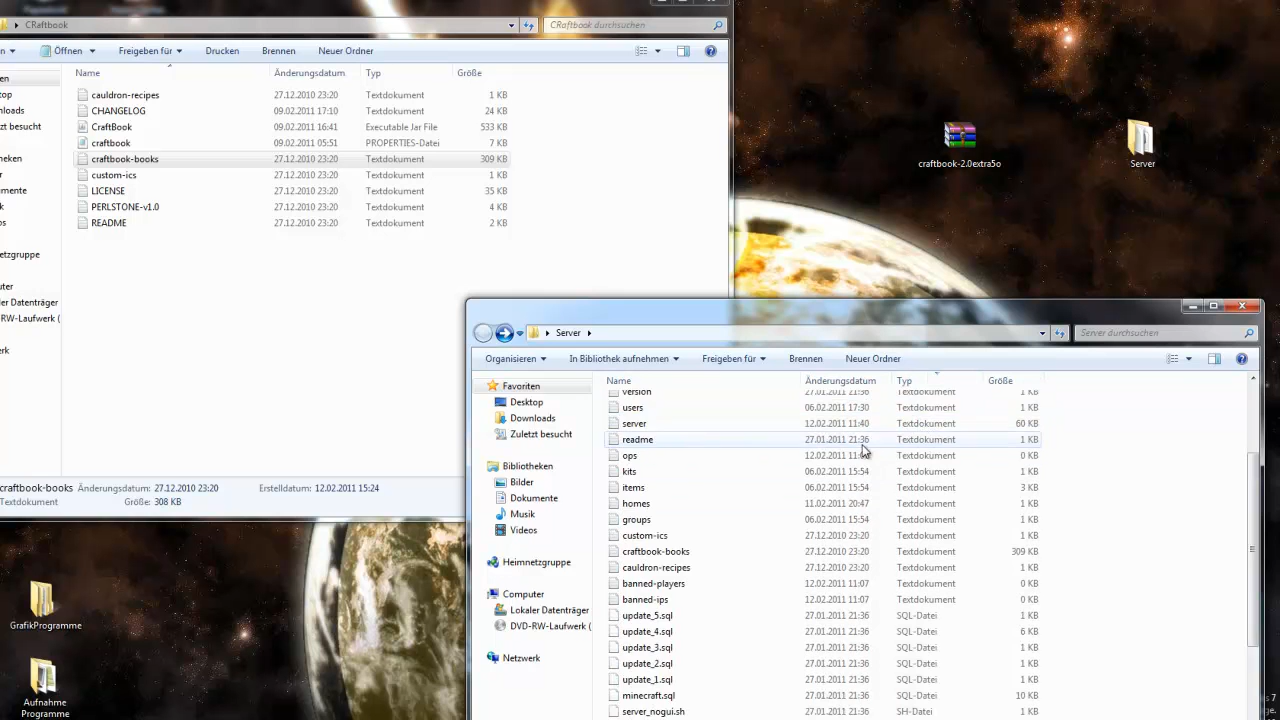 CRaftbook
CRaftbook durchsuchen
Öffnen
Freigeben für
Drucken
Brennen
Neuer Ordner
Name Änderungsdatum Typ Größe
cauldron-recipes 27.12.2010 23:20 Textdokument 1 KB
CHANGELOG 09.02.2011 17:10 Textdokument 24 KB
CraftBook 09.02.2011 16:41 Executable Jar File 533 KB
craftbook 09.02.2011 05:51 PROPERTIES-Datei 7 KB
craftbook-books 27.12.2010 23:20 Textdokument 309 KB
custom-ics 27.12.2010 23:20 Textdokument 1 KB
LICENSE 27.12.2010 23:20 Textdokument 35 KB
PERLSTONE-v1.0 27.12.2010 23:20 Textdokument 4 KB
README 27.12.2010 23:20 Textdokument 2 KB
craftbook-books Änderungsdatum: 27.12.2010 23:20 Erstelldatum: 12.02.2011 15:24
Textdokument Größe: 308 KB
craftbook-2.0extra5o
Server
Server
Server durchsuchen
Organisieren
In Bibliothek aufnehmen
Freigeben für
Brennen
Neuer Ordner
Favoriten
Desktop
Downloads
Zuletzt besucht
Bibliotheken
Bilder
Dokumente
Musik
Videos
Heimnetzgruppe
Computer
Lokaler Datenträger
DVD-RW-Laufwerk (
Netzwerk
Name Änderungsdatum Typ Größe
version 27.01.2011 21:36 Textdokument 1 KB
users 06.02.2011 17:30 Textdokument 1 KB
server 12.02.2011 11:40 Textdokument 60 KB
readme 27.01.2011 21:36 Textdokument 1 KB
ops 12.02.2011 Textdokument 0 KB
kits 06.02.2011 15:54 Textdokument 1 KB
items 06.02.2011 15:54 Textdokument 3 KB
homes 11.02.2011 20:47 Textdokument 1 KB
groups 06.02.2011 15:54 Textdokument 1 KB
custom-ics 27.12.2010 23:20 Textdokument 1 KB
craftbook-books 27.12.2010 23:20 Textdokument 309 KB
cauldron-recipes 27.12.2010 23:20 Textdokument 1 KB
banned-players 12.02.2011 11:07 Textdokument 0 KB
banned-ips 12.02.2011 11:07 Textdokument 0 KB
update_5.sql 27.01.2011 21:36 SQL-Datei 1 KB
update_4.sql 27.01.2011 21:36 SQL-Datei 6 KB
update_3.sql 27.01.2011 21:36 SQL-Datei 1 KB
update_2.sql 27.01.2011 21:36 SQL-Datei 1 KB
update_1.sql 27.01.2011 21:36 SQL-Datei 1 KB
minecraft.sql 27.01.2011 21:36 SQL-Datei 10 KB
server_nogui.sh 27.01.2011 21:36 SH-Datei 1 KB
GrafikProgramme
Aufnahme
Programme